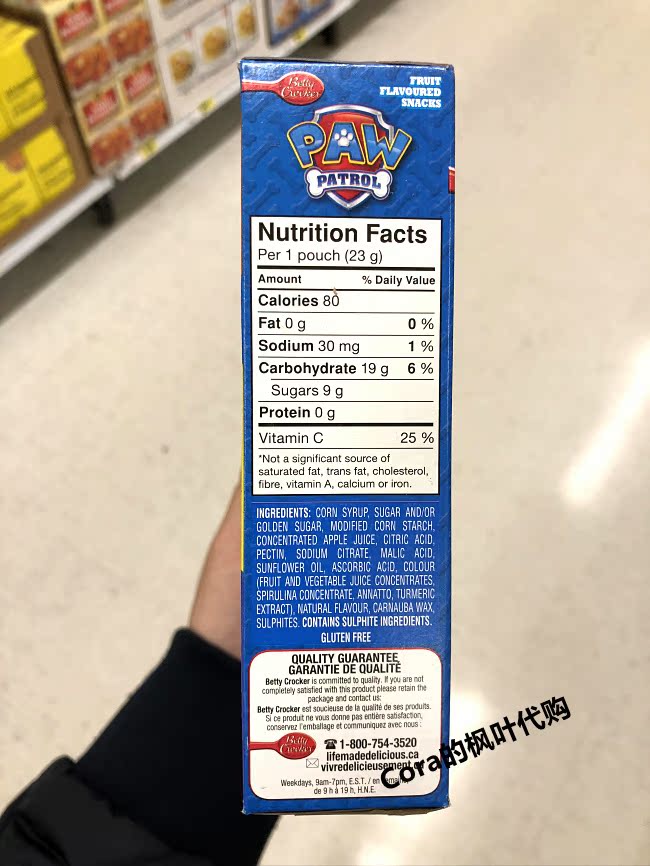 Betty
Crocker
FRUIT
FLAVOURED
SNACKS
PAW
PATROL
Nutrition Facts
Per 1 pouch (23 g)
Amount % Daily Value
Calories 80
Fat 0 g 0 %
Sodium 30 mg 1 %
Carbohydrate 19 g 6 %
Sugars 9 g
Protein 0 g
Vitamin C 25 %
*Not a significant source of
saturated fat, trans fat, cholesterol,
fibre, vitamin A, calcium or iron.
INGREDIENTS: CORN SYRUP, SUGAR AND/OR
GOLDEN SUGAR, MODIFIED CORN STARCH,
CONCENTRATED APPLE JUICE, CITRIC ACID,
PECTIN, SODIUM CITRATE, MALIC ACID,
SUNFLOWER OIL, ASCORBIC ACID, COLOUR
(FRUIT AND VEGETABLE JUICE CONCENTRATES,
SPIRULINA CONCENTRATE, ANNATTO, TURMERIC
EXTRACT), NATURAL FLAVOUR, CARNAUBA WAX,
SULPHITES. CONTAINS SULPHITE INGREDIENTS.
GLUTEN FREE
QUALITY GUARANTEE
GARANTIE DE QUALITÉ
Betty Crocker is committed to quality. If you are not
completely satisfied with this product please retain the
package and contact us:
Betty Crocker est soucieuse de la qualité de ses produits.
Si ce produit ne vous donne pas entière satisfaction,
conservez l'emballage et communiquez avec nous :
Betty
Crocker
1-800-754-3520
lifemadedelicious.ca
vivredelicieusement
Weekdays, 9am-7pm, E.S.T. / en
de 9 h à 19 h, H.N.E.
Cora的枫叶代购